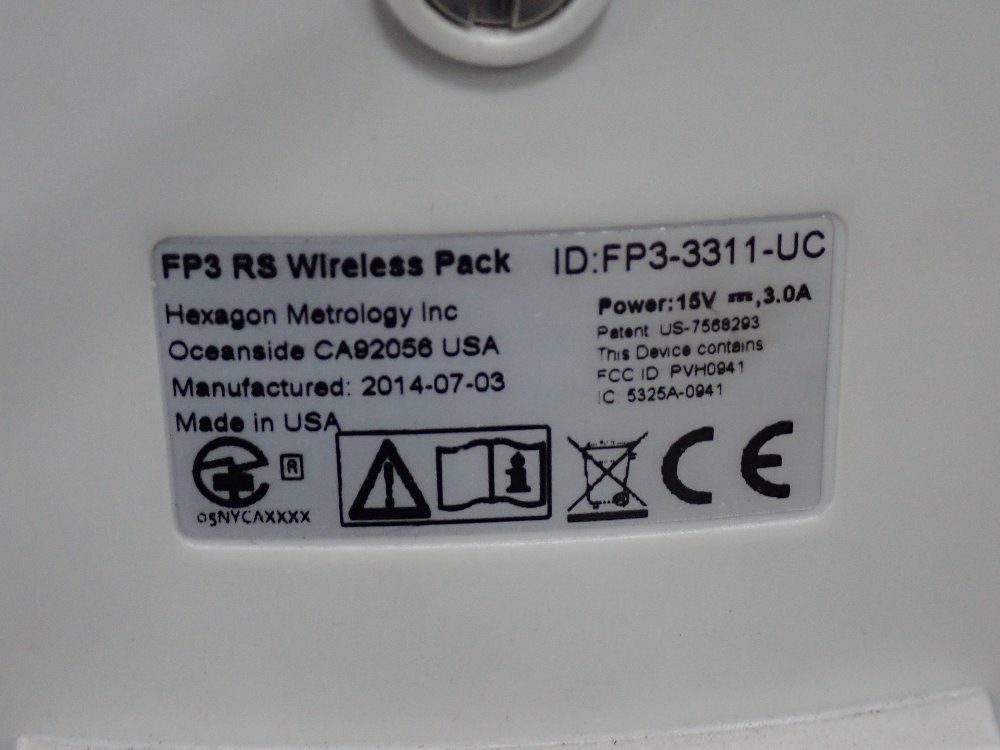 FP3 RS Wireless Pack
ID:FP3-3311-UC
Hexagon Metrology Inc
Oceanside CA92056 USA
Manufactured: 2014-07-03
Made in USA
Power:15V ⎓,3.0A
Patent US-7568293
This Device contains
FCC ID PVH0941
IC: 5325A-0941
R
05NYCAXXXX
i
CE